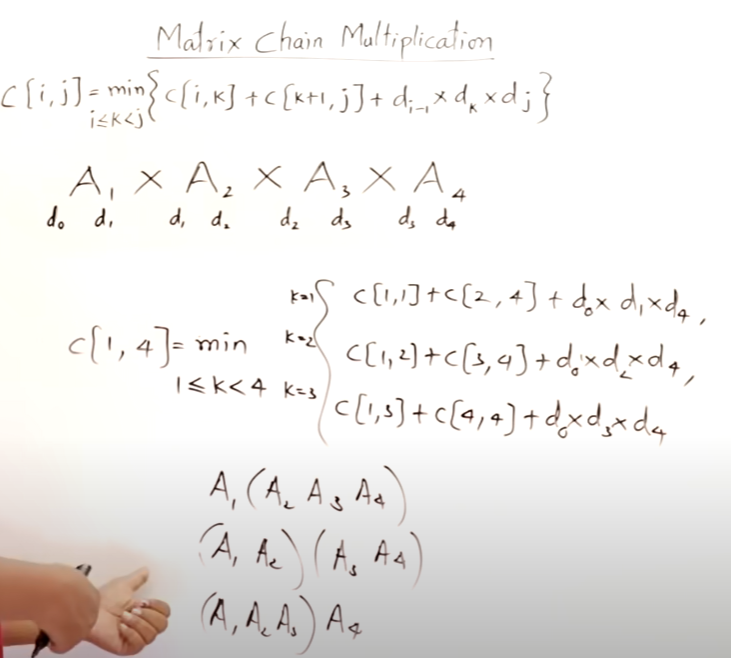 Matrix Chain Multiplication
C[i,j] = min { C[i,k] + C[k+1,j] + dᵢ₋₁ × dₖ × dⱼ }
i≤k<j
A₁ × A₂ × A₃ × A₄
d₀ d₁ d₁ d₂ d₂ d₃ d₃ d₄
k=1 C[1,1] + C[2,4] + d₀ × d₁ × d₄ ,
C[1,4] = min k=2 C[1,2] + C[3,4] + d₀ × d₂ × d₄ ,
1≤k<4 k=3 C[1,3] + C[4,4] + d₀ × d₃ × d₄
A₁ (A₂ A₃ A₄)
(A₁ A₂) (A₃ A₄)
(A₁ A₂ A₃) A₄